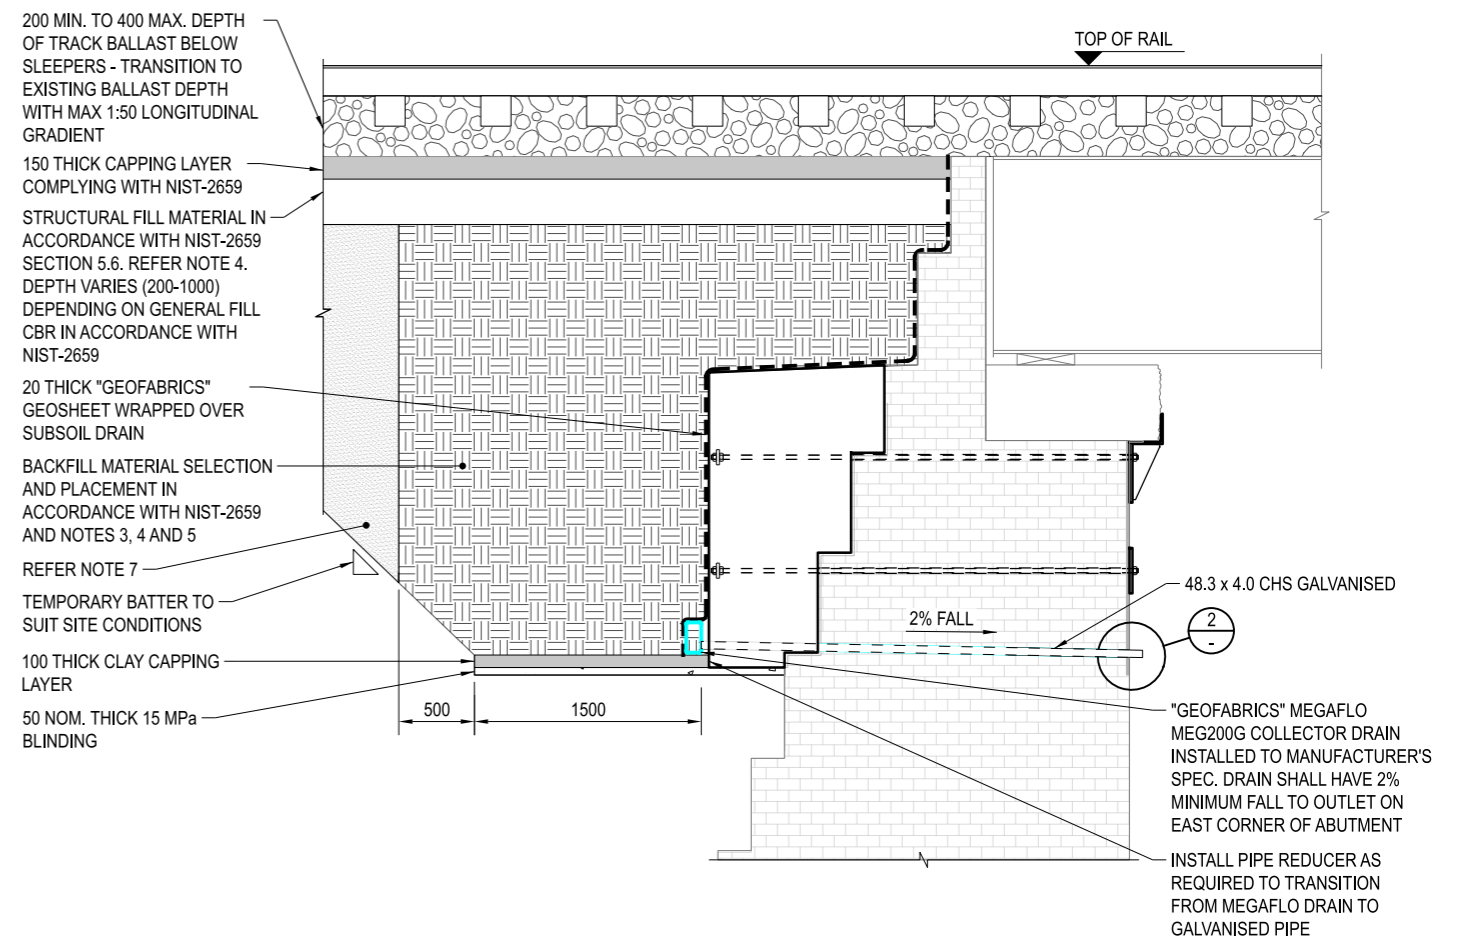 200 MIN. TO 400 MAX. DEPTH
OF TRACK BALLAST BELOW
SLEEPERS - TRANSITION TO
EXISTING BALLAST DEPTH
WITH MAX 1:50 LONGITUDINAL
GRADIENT
150 THICK CAPPING LAYER
COMPLYING WITH NIST-2659
STRUCTURAL FILL MATERIAL IN
ACCORDANCE WITH NIST-2659
SECTION 5.6. REFER NOTE 4.
DEPTH VARIES (200-1000)
DEPENDING ON GENERAL FILL
CBR IN ACCORDANCE WITH
NIST-2659
20 THICK "GEOFABRICS"
GEOSHEET WRAPPED OVER
SUBSOIL DRAIN
BACKFILL MATERIAL SELECTION
AND PLACEMENT IN
ACCORDANCE WITH NIST-2659
AND NOTES 3, 4 AND 5
REFER NOTE 7
TEMPORARY BATTER TO
SUIT SITE CONDITIONS
100 THICK CLAY CAPPING
LAYER
50 NOM. THICK 15 MPa
BLINDING
500
1500
TOP OF RAIL
2% FALL
48.3 x 4.0 CHS GALVANISED
2
-
"GEOFABRICS" MEGAFLO
MEG200G COLLECTOR DRAIN
INSTALLED TO MANUFACTURER'S
SPEC. DRAIN SHALL HAVE 2%
MINIMUM FALL TO OUTLET ON
EAST CORNER OF ABUTMENT
INSTALL PIPE REDUCER AS
REQUIRED TO TRANSITION
FROM MEGAFLO DRAIN TO
GALVANISED PIPE